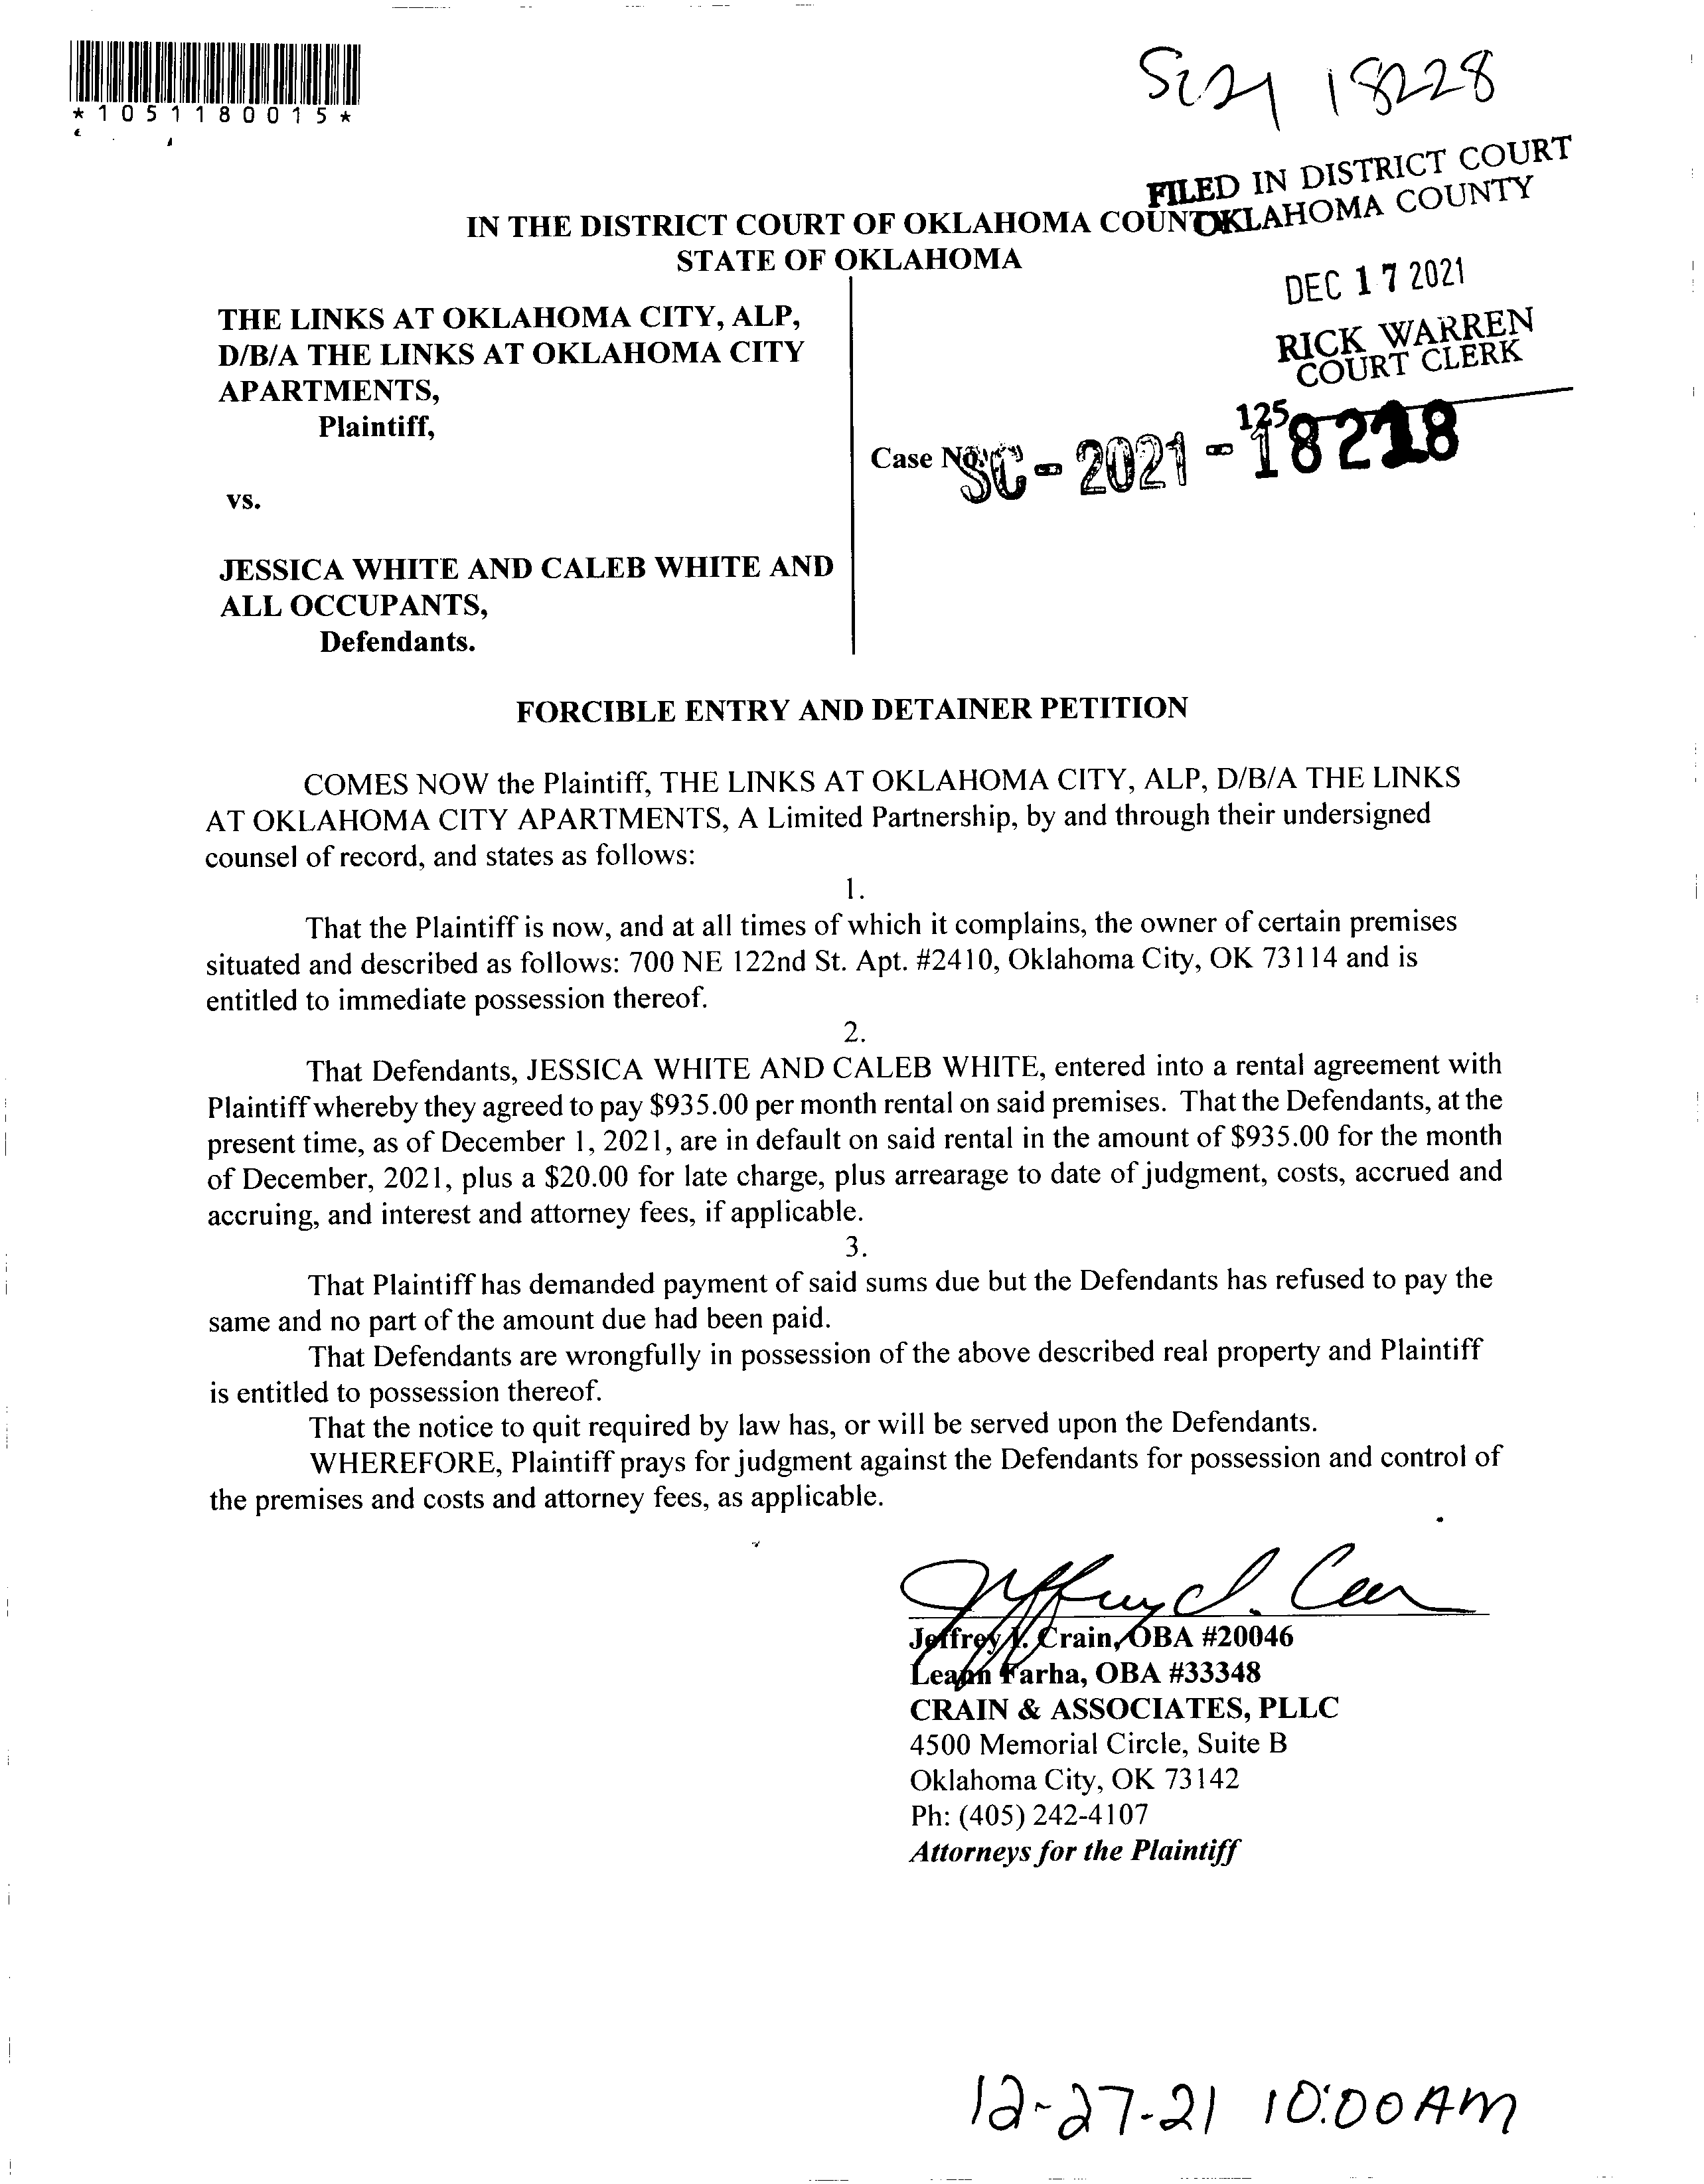 *1051180015*
SC21 18228
FILED IN DISTRICT COURT
OKLAHOMA COUNTY
IN THE DISTRICT COURT OF OKLAHOMA COUNTY
STATE OF OKLAHOMA
DEC 17 2021
RICK WARREN
COURT CLERK
125
THE LINKS AT OKLAHOMA CITY, ALP,
D/B/A THE LINKS AT OKLAHOMA CITY
APARTMENTS,
Plaintiff,
Case No. SC-2021-18228
vs.
JESSICA WHITE AND CALEB WHITE AND
ALL OCCUPANTS,
Defendants.
FORCIBLE ENTRY AND DETAINER PETITION
COMES NOW the Plaintiff, THE LINKS AT OKLAHOMA CITY, ALP, D/B/A THE LINKS
AT OKLAHOMA CITY APARTMENTS, A Limited Partnership, by and through their undersigned
counsel of record, and states as follows:
1.
That the Plaintiff is now, and at all times of which it complains, the owner of certain premises
situated and described as follows: 700 NE 122nd St. Apt. #2410, Oklahoma City, OK 73114 and is
entitled to immediate possession thereof.
2.
That Defendants, JESSICA WHITE AND CALEB WHITE, entered into a rental agreement with
Plaintiff whereby they agreed to pay $935.00 per month rental on said premises. That the Defendants, at the
present time, as of December 1, 2021, are in default on said rental in the amount of $935.00 for the month
of December, 2021, plus a $20.00 for late charge, plus arrearage to date of judgment, costs, accrued and
accruing, and interest and attorney fees, if applicable.
3.
That Plaintiff has demanded payment of said sums due but the Defendants has refused to pay the
same and no part of the amount due had been paid.
That Defendants are wrongfully in possession of the above described real property and Plaintiff
is entitled to possession thereof.
That the notice to quit required by law has, or will be served upon the Defendants.
WHEREFORE, Plaintiff prays for judgment against the Defendants for possession and control of
the premises and costs and attorney fees, as applicable.
Jeffrey Crain, OBA #20046
Leann Farha, OBA #33348
CRAIN & ASSOCIATES, PLLC
4500 Memorial Circle, Suite B
Oklahoma City, OK 73142
Ph: (405) 242-4107
Attorneys for the Plaintiff
12-27-21 10:00AM